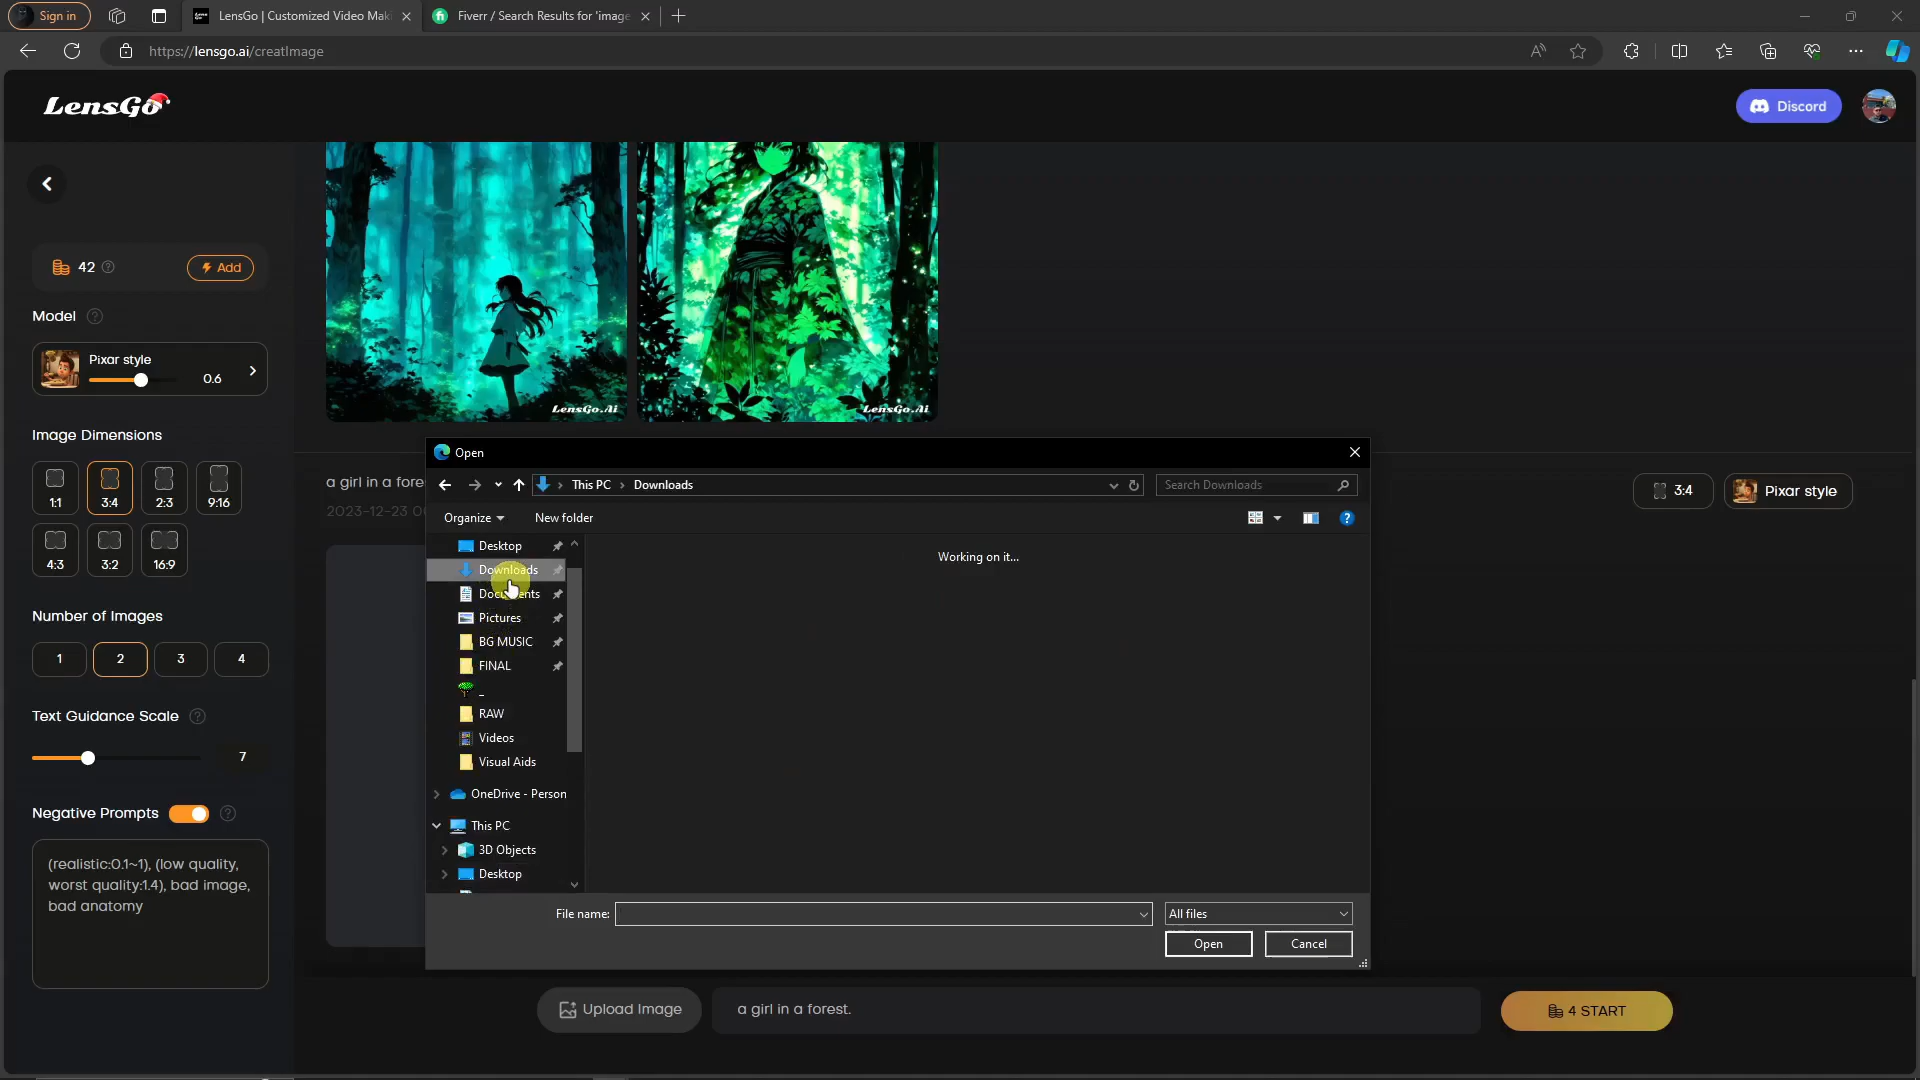 Sign in
LensGo | Customized Video Mak
Fiverr / Search Results for 'image
https://lensgo.ai/creatImage
LensGo
Discord
42
Add
Model
Pixar style
0.6
Image Dimensions
1:1
3:4
2:3
9:16
4:3
3:2
16:9
Number of Images
1
2
3
4
Text Guidance Scale
7
Negative Prompts
(realistic:0.1~1), (low quality,
worst quality:1.4), bad image,
bad anatomy
LensGo.Ai
LensGo.Ai
a girl in a fore
2023-12-23 0
3:4
Pixar style
Open
This PC
Downloads
Search Downloads
Organize
New folder
Desktop
Downloads
Documents
Pictures
BG MUSIC
FINAL
_
RAW
Videos
Visual Aids
OneDrive - Person
This PC
3D Objects
Desktop
Working on it...
File name:
All files
Open
Cancel
Upload Image
a girl in a forest.
4 START